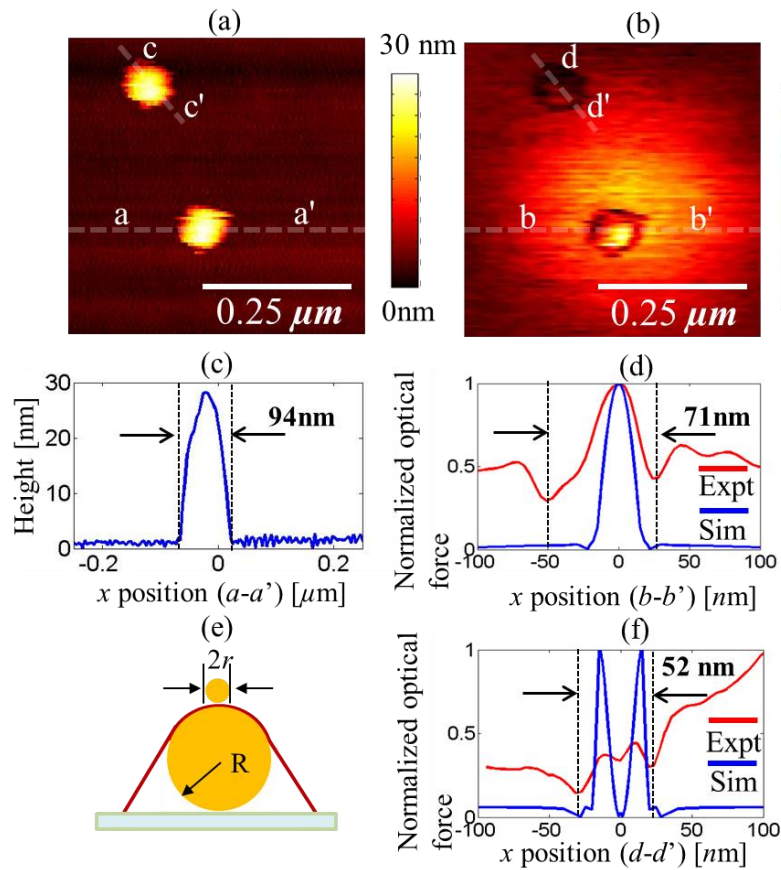 (a)
(b)
c
c'
a
a'
0.25 μm
30 nm
0nm
d
d'
b
b'
0.25 μm
(c)
Height [nm]
30
20
10
0
94nm
-0.2
0
0.2
x position (a-a’) [μm]
(d)
Normalized optical
force
1
0.5
0
71nm
Expt
Sim
-100
-50
0
50
100
x position (b-b’) [nm]
(e)
2r
R
(f)
Normalized optical
force
1
0.5
0
52 nm
Expt
Sim
-100
-50
0
50
100
x position (d-d’) [nm]